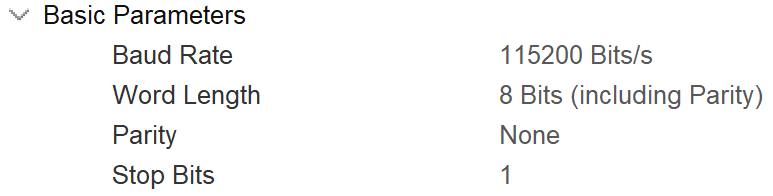 Basic Parameters
Baud Rate 115200 Bits/s
Word Length 8 Bits (including Parity)
Parity None
Stop Bits 1